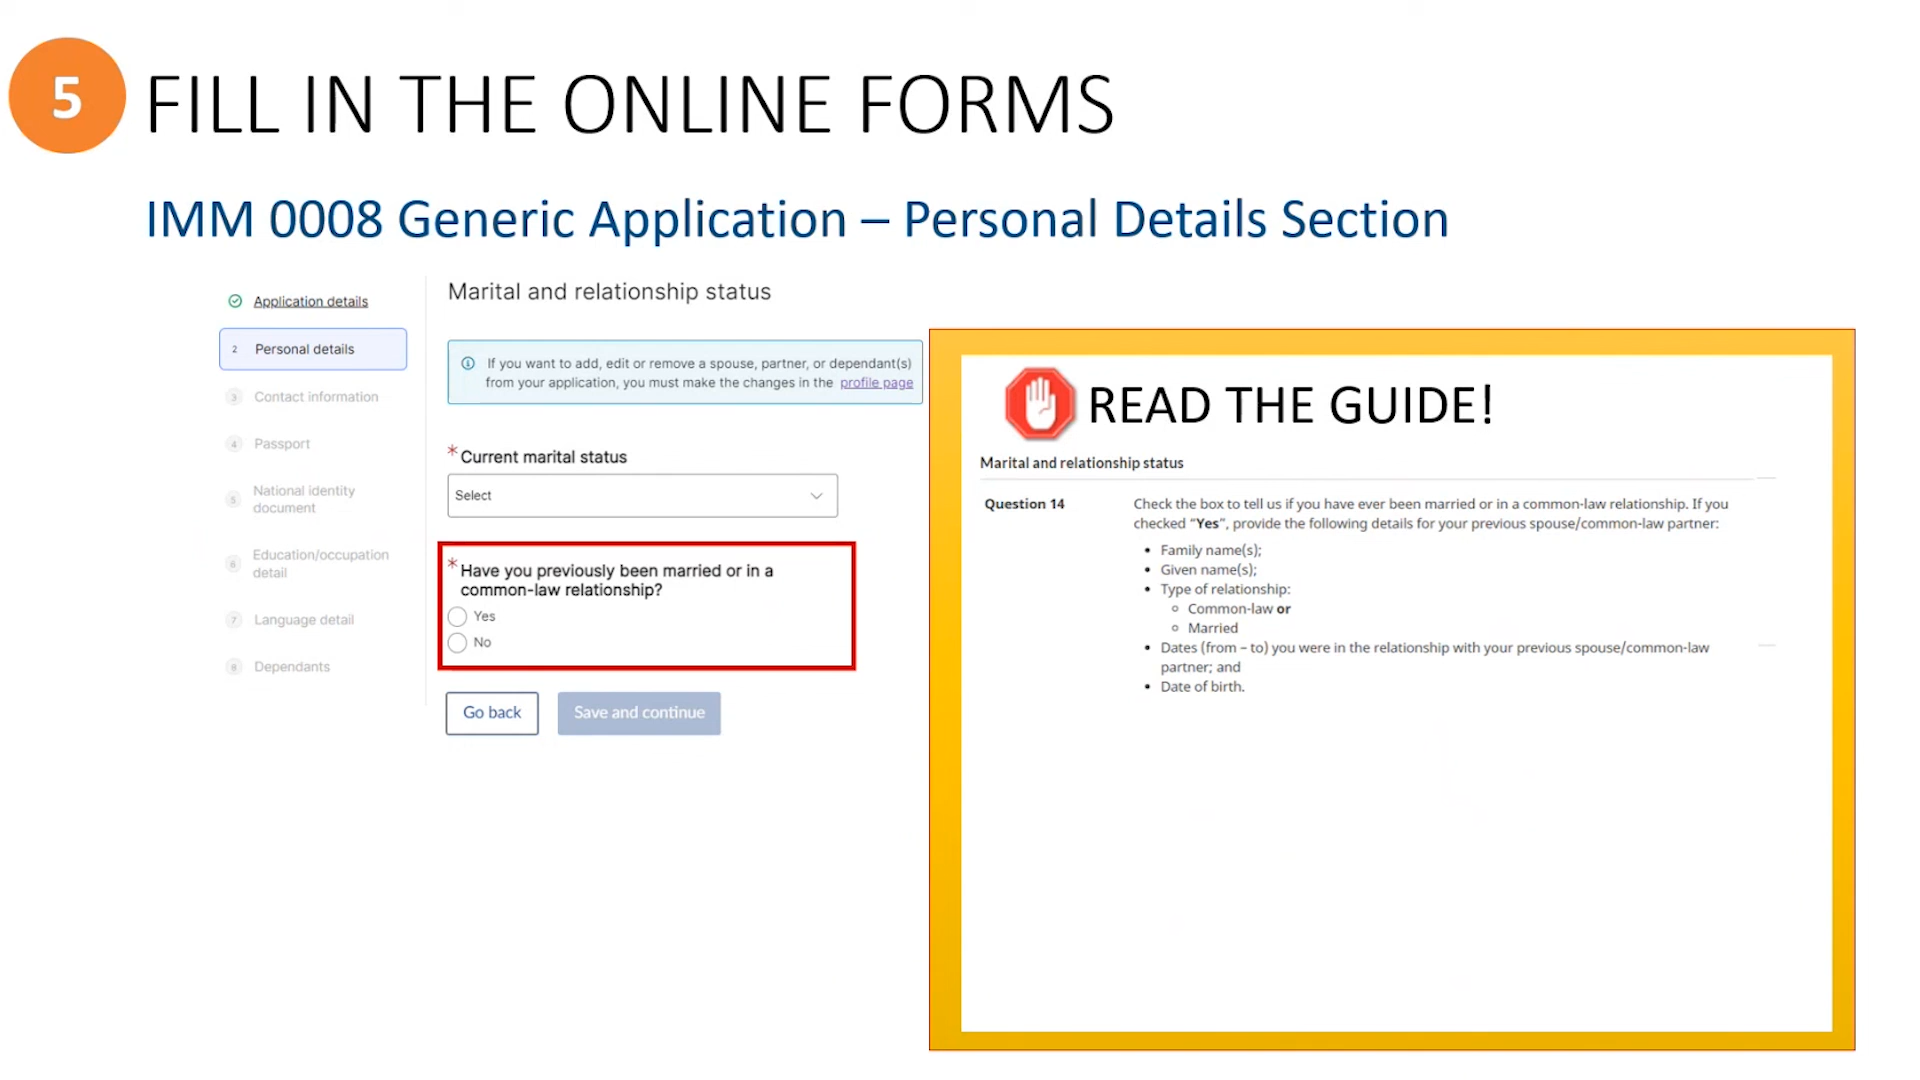 5
FILL IN THE ONLINE FORMS
IMM 0008 Generic Application – Personal Details Section
Application details
2 Personal details
3 Contact information
4 Passport
5 National identity
document
6 Education/occupation
detail
7 Language detail
8 Dependants
Marital and relationship status
If you want to add, edit or remove a spouse, partner, or dependant(s)
from your application, you must make the changes in the profile page
* Current marital status
Select
* Have you previously been married or in a
common-law relationship?
Yes
No
Go back
Save and continue
READ THE GUIDE!
Marital and relationship status
Question 14
Check the box to tell us if you have ever been married or in a common-law relationship. If you
checked “Yes”, provide the following details for your previous spouse/common-law partner:
• Family name(s);
• Given name(s);
• Type of relationship:
◦ Common-law or
◦ Married
• Dates (from – to) you were in the relationship with your previous spouse/common-law
partner; and
• Date of birth.